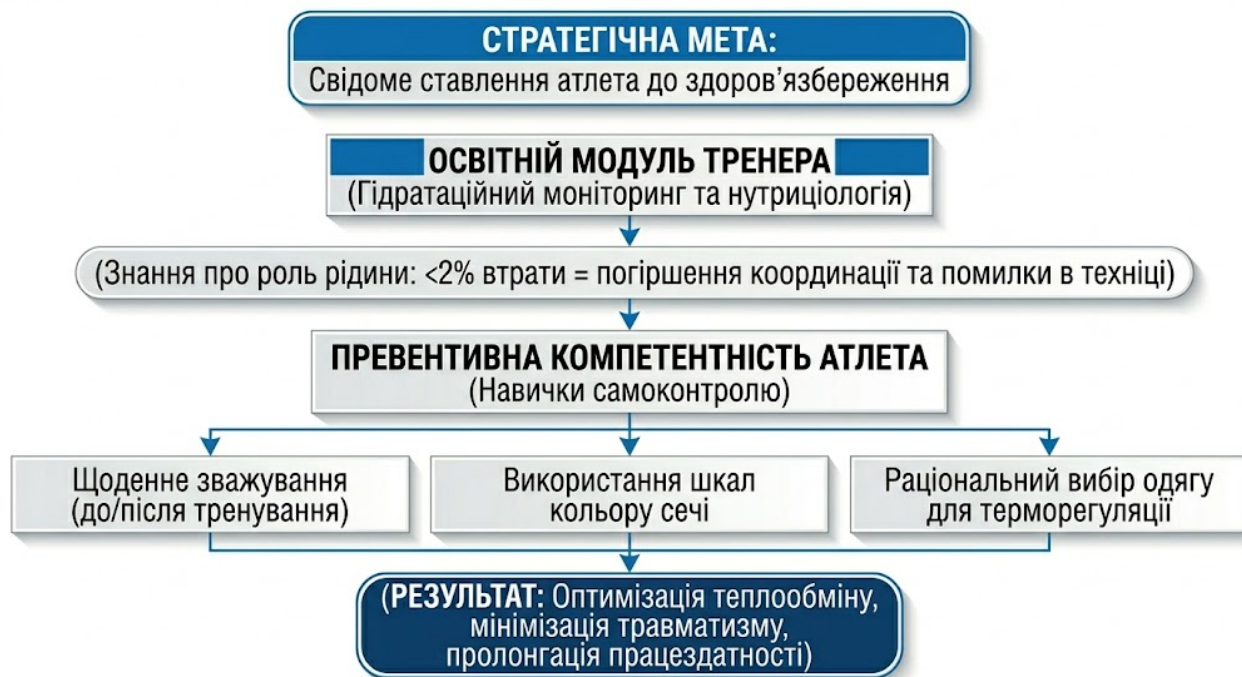 СТРАТЕГІЧНА МЕТА:
Свідоме ставлення атлета до здоров’язбереження
ОСВІТНІЙ МОДУЛЬ ТРЕНЕРА
(Гідратаційний моніторинг та нутриціологія)
(Знання про роль рідини: <2% втрати = погіршення координації та помилки в техніці)
ПРЕВЕНТИВНА КОМПЕТЕНТНІСТЬ АТЛЕТА
(Навички самоконтролю)
Щоденне зважування
(до/після тренування)
Використання шкал
кольору сечі
Раціональний вибір одягу
для терморегуляції
(РЕЗУЛЬТАТ: Оптимізація теплообміну,
мінімізація травматизму,
пролонгація працездатності)